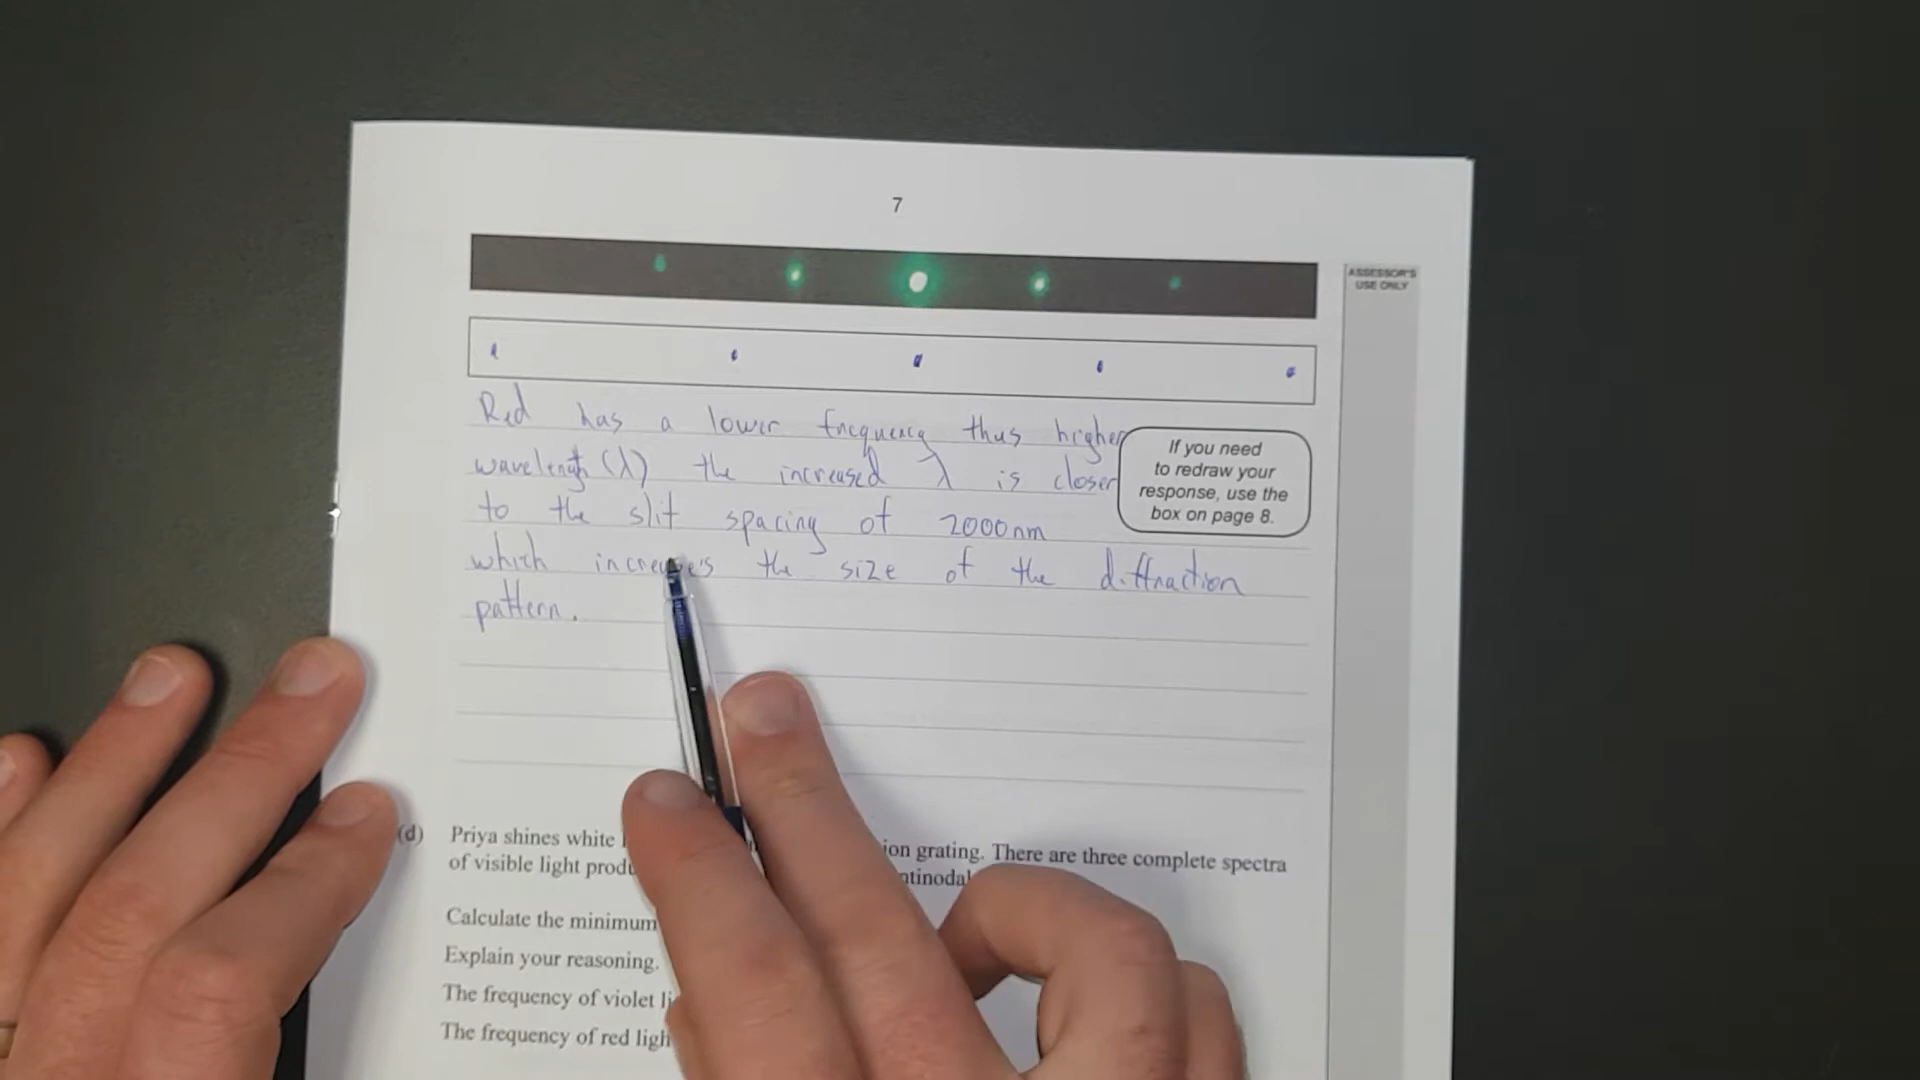 7
ASSESSOR'S
USE ONLY
Red has a lower frequency thus higher
wavelength (λ) the increased λ is closer
to the slit spacing of 2000nm
which increases the size of the diffraction
pattern.
If you need
to redraw your
response, use the
box on page 8.
(d) Priya shines white ion grating. There are three complete spectra
of visible light
Calculate the minimum
Explain your reasoning.
The frequency of violet
The frequency of red